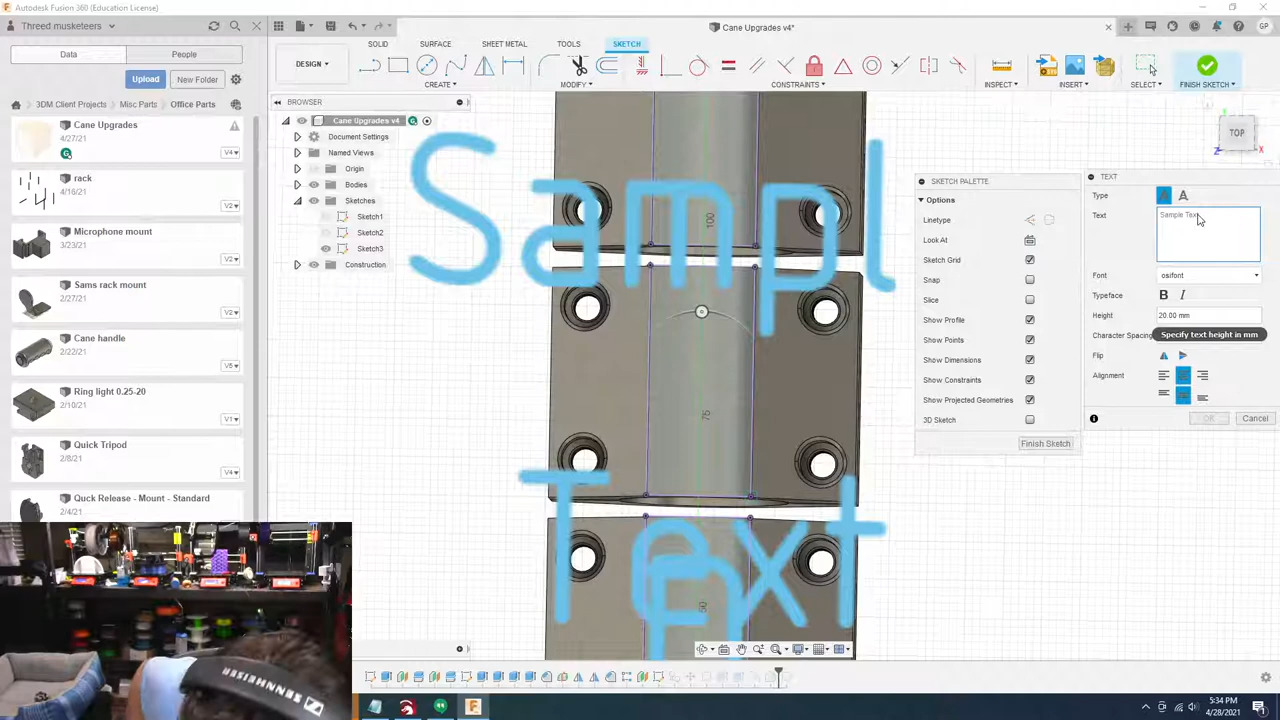 Autodesk Fusion 360 (Education License)
Threed musketeers
Cane Upgrades v4*
GP
Data
People
Upload
New Folder
3DM Client Projects
Misc Parts
Office Parts
Cane Upgrades
4/27/21
V4
rack
4/16/21
V2
Microphone mount
3/23/21
V2
Sams rack mount
2/27/21
V2
Cane handle
2/22/21
V5
Ring light 0.25-20
2/10/21
V1
Quick Tripod
2/8/21
V4
Quck Release - Mount - Standard
2/7/21
DESIGN
SOLID
SURFACE
SHEET METAL
TOOLS
SKETCH
CREATE
MODIFY
CONSTRAINTS
INSPECT
INSERT
SELECT
FINISH SKETCH
BROWSER
Cane Upgrades v4
Document Settings
Named Views
Origin
Bodies
Sketches
Sketch1
Sketch2
Sketch3
Construction
Sampl
Text
100
75
50
TOP
Z
X
SKETCH PALETTE
Options
Linetype
Look At
Sketch Grid
Snap
Slice
Show Profile
Show Points
Show Dimensions
Show Constraints
Show Projected Geometries
3D Sketch
Finish Sketch
TEXT
Type
Text
Sample Text
Font
osifont
Typeface
B I
Height
20.00 mm
Character Spacing
Specify text height in mm
Flip
Alignment
OK
Cancel
SENNHEISER
5:34 PM
4/28/2021